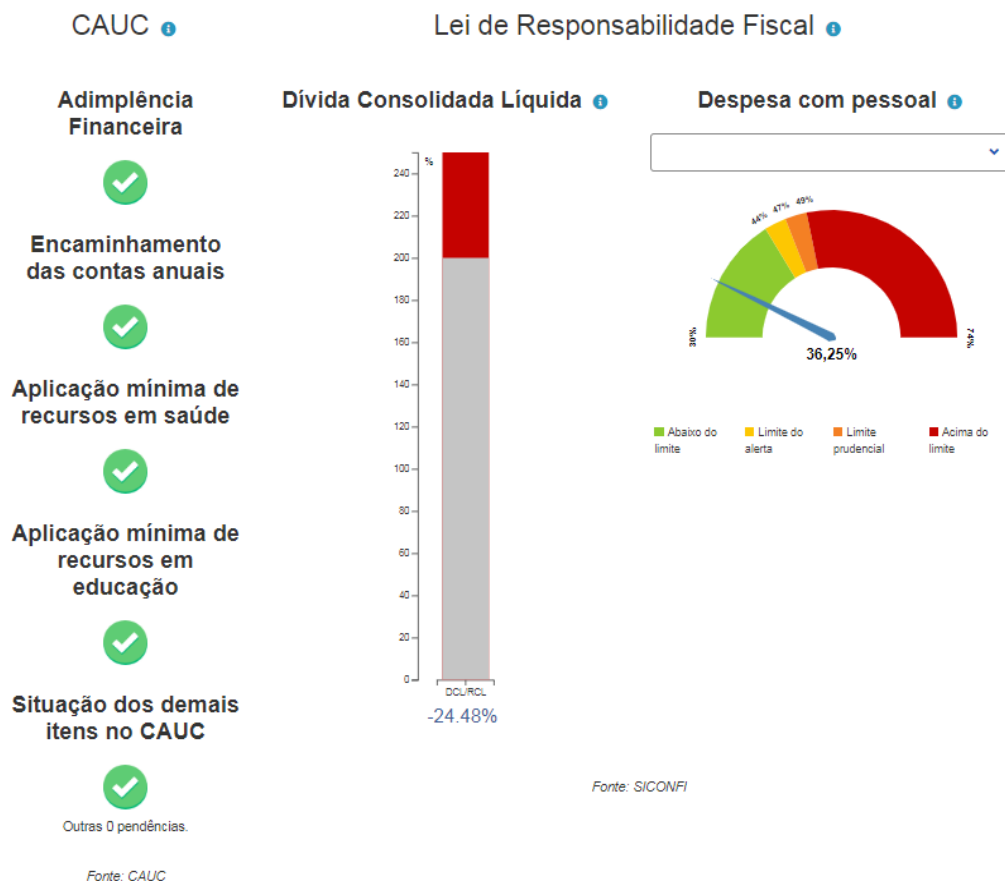 CAUC
Lei de Responsabilidade Fiscal
Adimplência
Financeira
Encaminhamento
das contas anuais
Aplicação mínima de
recursos em saúde
Aplicação mínima de
recursos em
educação
Situação dos demais
itens no CAUC
Outras 0 pendências.
Fonte: CAUC
Dívida Consolidada Líquida
%
240
220
200
180
160
140
120
100
80
60
40
20
0
DCL/RCL
-24.48%
Despesa com pessoal
30%
44%
47%
49%
74%
36,25%
Abaixo do
limite
Limite do
alerta
Limite
prudencial
Acima do
limite
Fonte: SICONFI